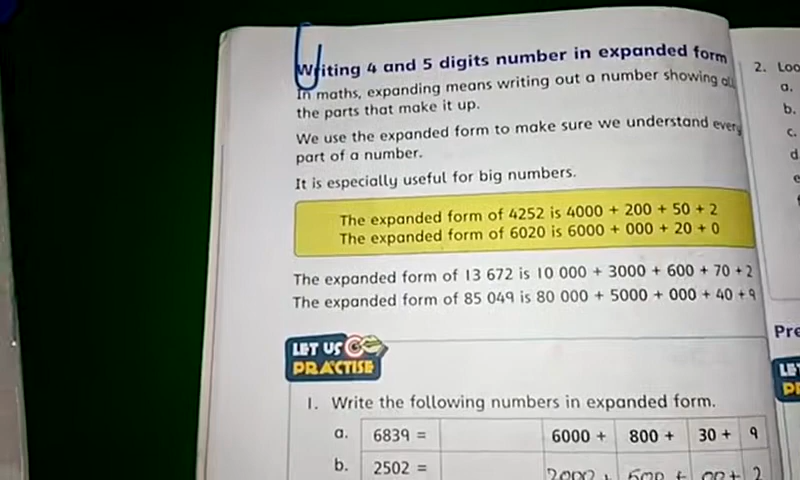 Writing 4 and 5 digits number in expanded form
In maths, expanding means writing out a number showing
the parts that make it up.
We use the expanded form to make sure we understand every
part of a number.
It is especially useful for big numbers.
The expanded form of 4252 is 4000 + 200 + 50 + 2
The expanded form of 6020 is 6000 + 000 + 20 + 0
The expanded form of 13 672 is 10 000 + 3000 + 600 + 70 + 2
The expanded form of 85 049 is 80 000 + 5000 + 000 + 40 + 9
LET US
PRACTISE
1. Write the following numbers in expanded form.
a. 6839 = 6000 + 800 + 30 + 9
b. 2502 = 2000 + 500 + 00 + 2
2.
a.
b.
c.
d
e